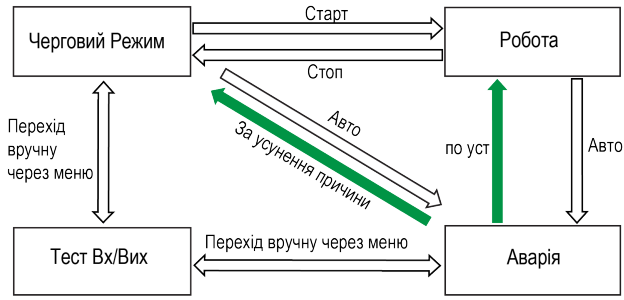 Старт
Черговий Режим
Робота
Стоп
Перехід
вручну
через меню
Авто
За усунення причини
по уст
Авто
Тест Вх/Вих
Перехід вручну через меню
Аварія